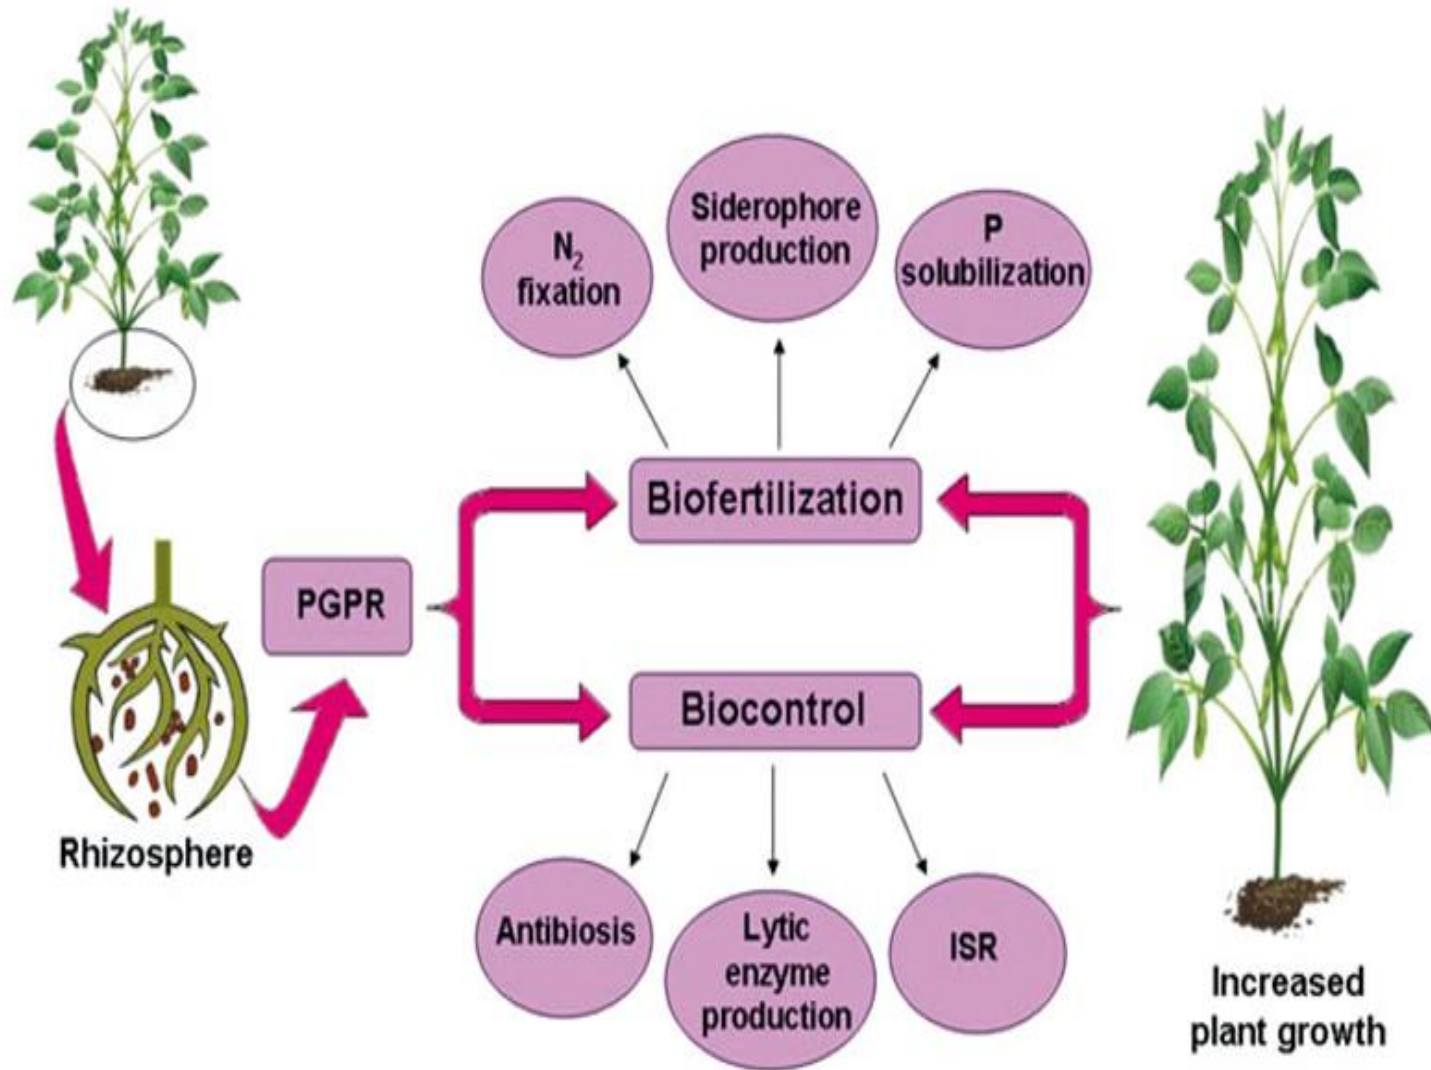 N₂
fixation
Siderophore
production
P
solubilization
Biofertilization
PGPR
Biocontrol
Rhizosphere
Antibiosis
Lytic
enzyme
production
ISR
Increased
plant growth